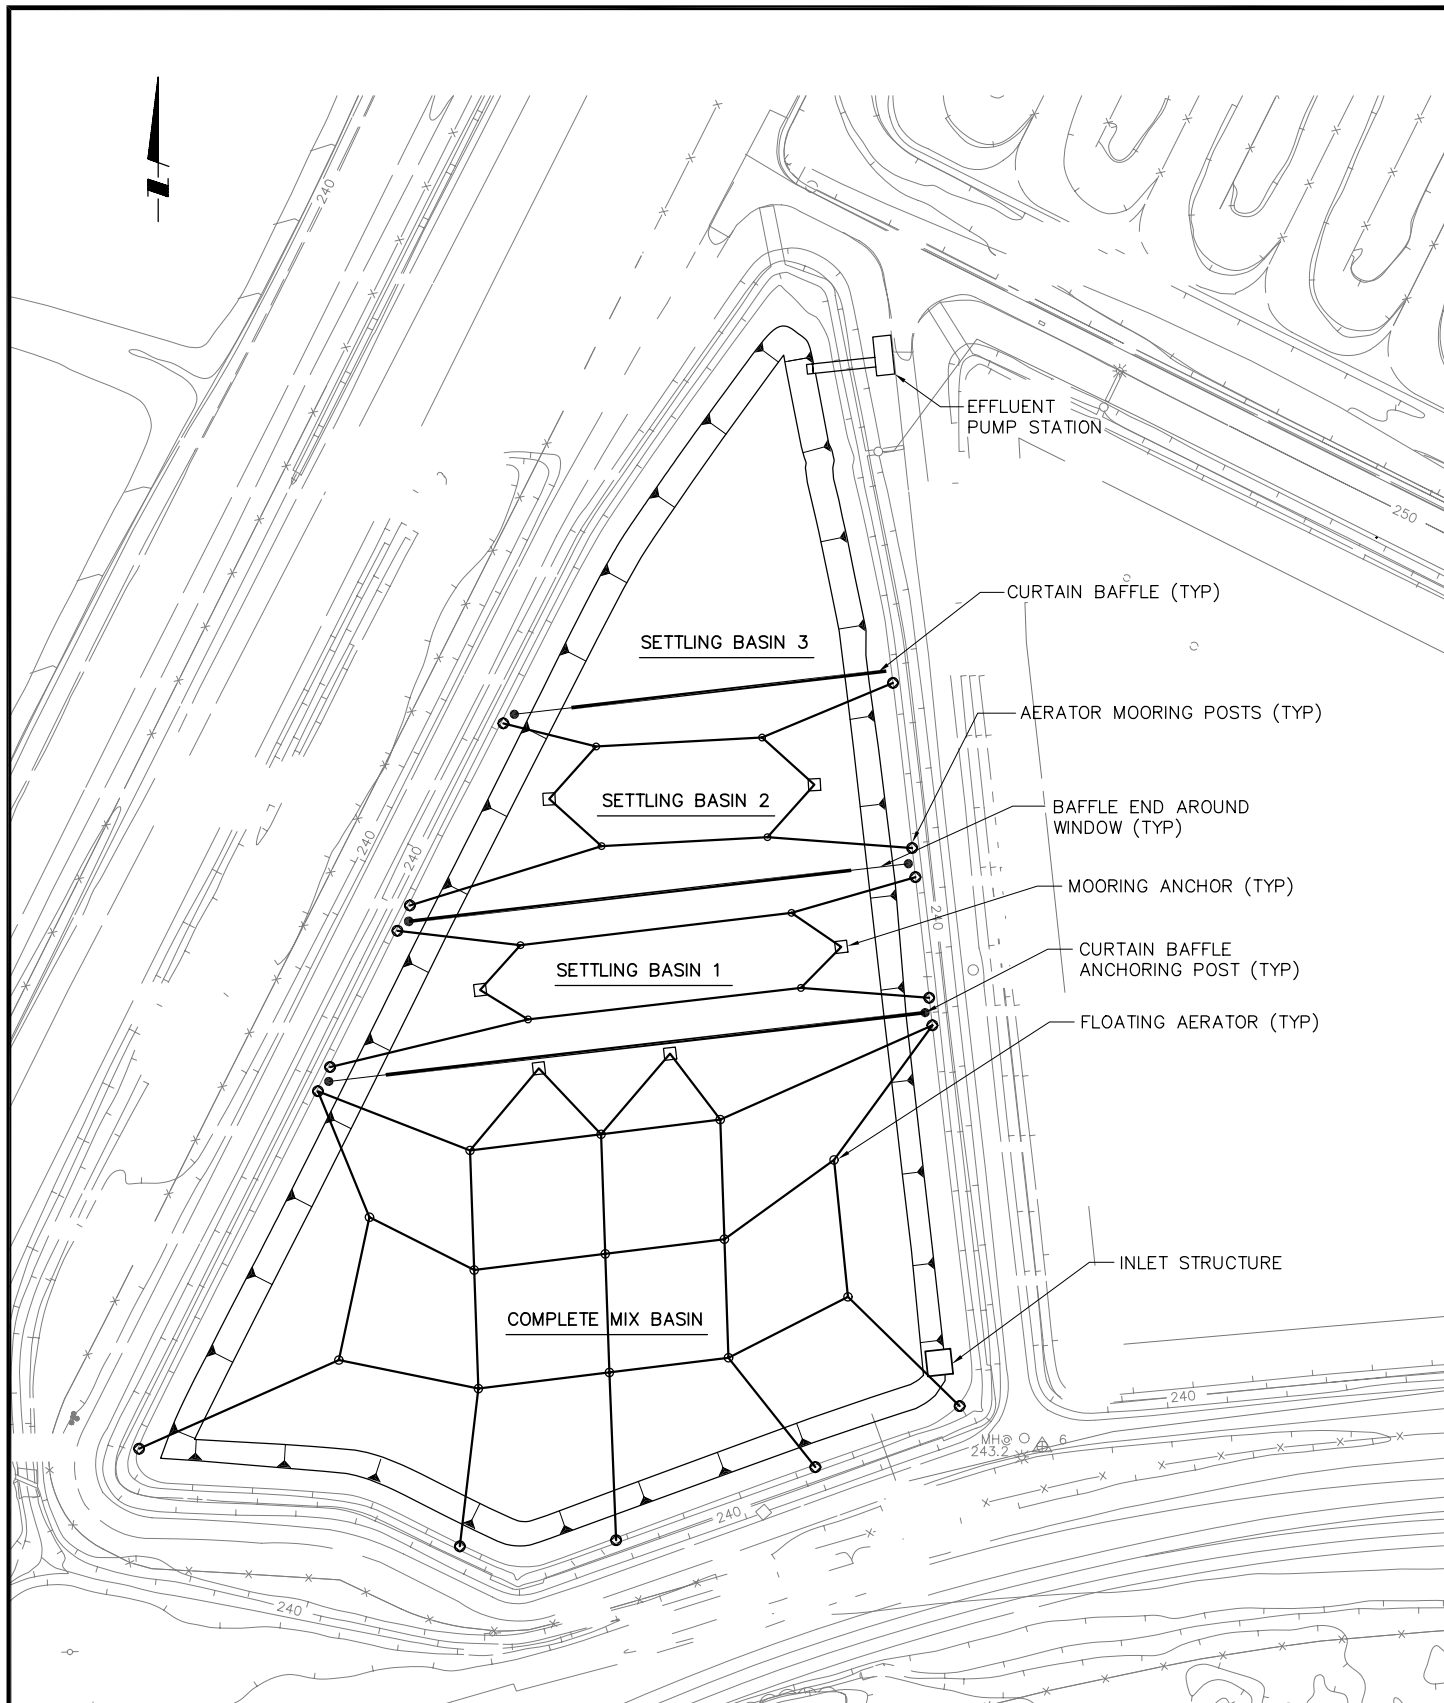 N
240
EFFLUENT
PUMP STATION
250
CURTAIN BAFFLE (TYP)
SETTLING BASIN 3
AERATOR MOORING POSTS (TYP)
SETTLING BASIN 2
BAFFLE END AROUND
WINDOW (TYP)
240
240
MOORING ANCHOR (TYP)
240
CURTAIN BAFFLE
ANCHORING POST (TYP)
SETTLING BASIN 1
FLOATING AERATOR (TYP)
INLET STRUCTURE
COMPLETE MIX BASIN
240
MH@ 6
243.2
240
240